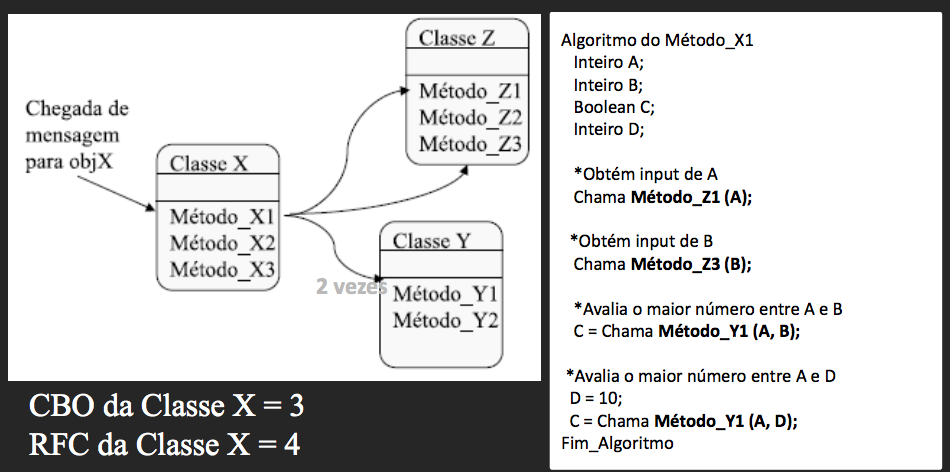 Chegada de
mensagem
para objX
Classe X
Método_X1
Método_X2
Método_X3
Classe Z
Método_Z1
Método_Z2
Método_Z3
2 vezes
Classe Y
Método_Y1
Método_Y2
CBO da Classe X = 3
RFC da Classe X = 4
Algoritmo do Método_X1
Inteiro A;
Inteiro B;
Boolean C;
Inteiro D;
*Obtém input de A
Chama Método_Z1 (A);
*Obtém input de B
Chama Método_Z3 (B);
*Avalia o maior número entre A e B
C = Chama Método_Y1 (A, B);
*Avalia o maior número entre A e D
D = 10;
C = Chama Método_Y1 (A, D);
Fim_Algoritmo